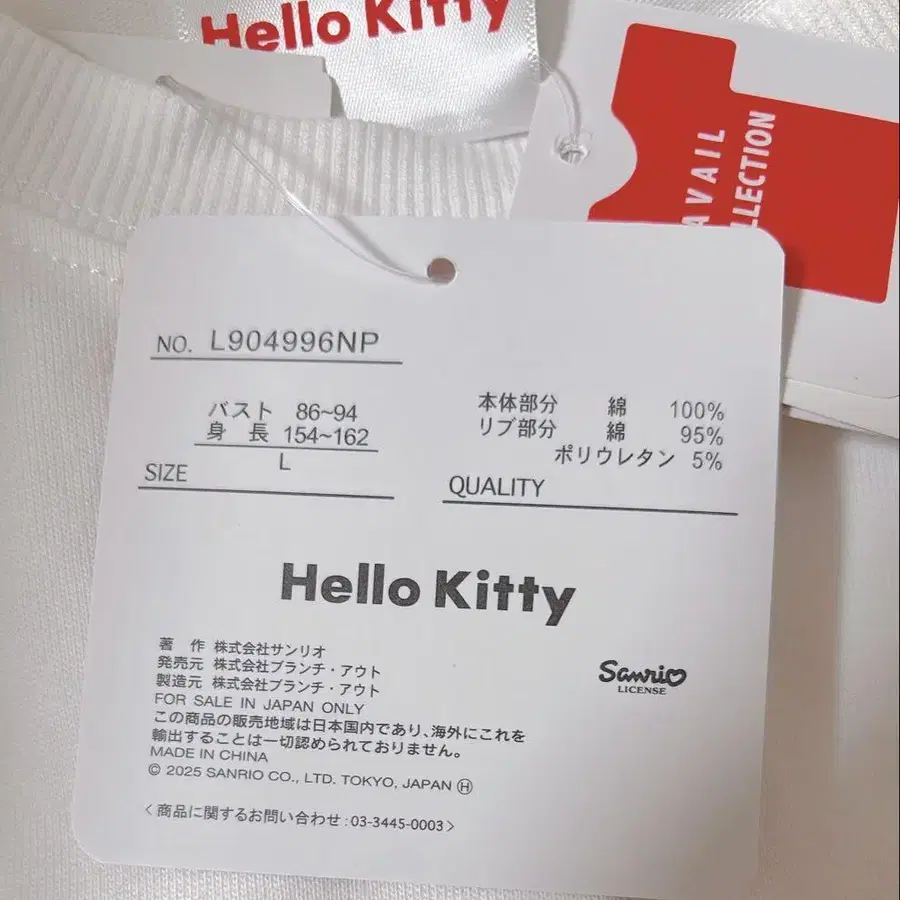 Hello Kitty
AVAIL
LLECTION
NO. L904996NP
バスト 86~94
身長 154~162
SIZE L
本体部分 綿 100%
リブ部分 綿 95%
ポリウレタン 5%
QUALITY
Hello Kitty
著作 株式会社サンリオ
発売元 株式会社ブランチ・アウト
製造元 株式会社ブランチ・アウト
Sanrio
LICENSE
FOR SALE IN JAPAN ONLY
この商品の販売地域は日本国内であり、海外にこれを
輸出することは一切認められておりません。
MADE IN CHINA
© 2025 SANRIO CO., LTD. TOKYO, JAPAN Ⓗ
〈商品に関するお問い合わせ:03-3445-0003〉